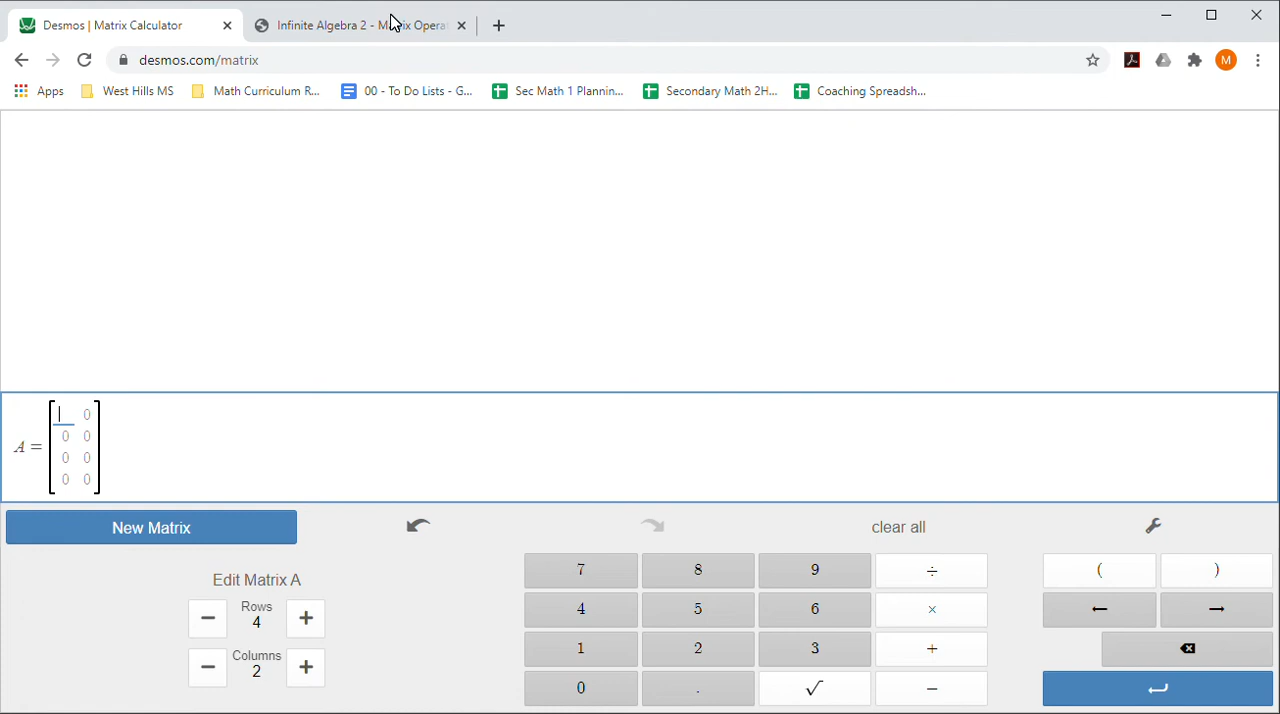 Desmos | Matrix Calculator
Infinite Algebra 2 - Matrix Opera
desmos.com/matrix
M
Apps
West Hills MS
Math Curriculum R...
00 - To Do Lists - G...
Sec Math 1 Plannin...
Secondary Math 2H...
Coaching Spreadsh...
A =
0
0 0
0 0
0 0
New Matrix
clear all
Edit Matrix A
Rows
4
− +
Columns
2
− +
7 8 9 ÷
4 5 6 ×
1 2 3 +
0 . √ −
( )
← →